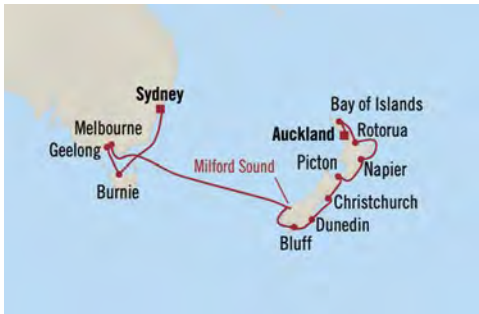 Sydney
Bay of Islands
Melbourne
Auckland
Rotorua
Geelong
Milford Sound
Picton
Napier
Burnie
Christchurch
Dunedin
Bluff